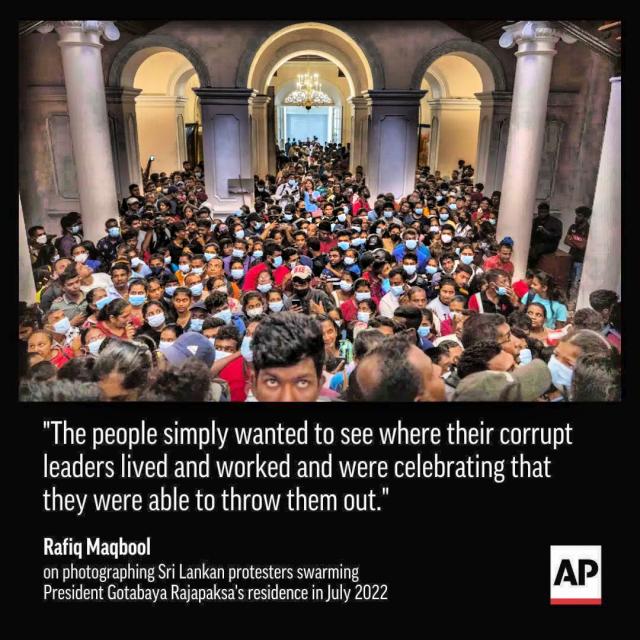 "The people simply wanted to see where their corrupt
leaders lived and worked and were celebrating that
they were able to throw them out."
Rafiq Maqbool
on photographing Sri Lankan protesters swarming
President Gotabaya Rajapaksa's residence in July 2022
AP